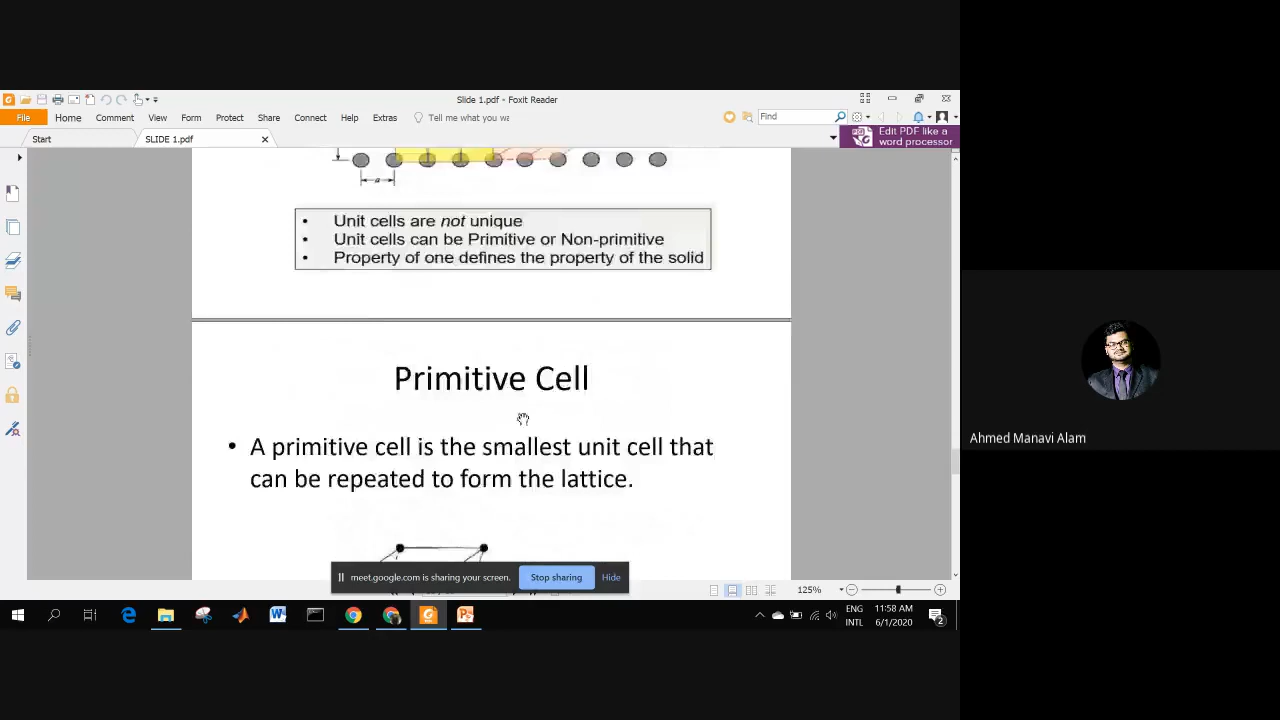 Slide 1.pdf - Foxit Reader
File Home Comment View Form Protect Share Connect Help Extras Tell me what you wa Find
Edit PDF like a
word processor
Start SLIDE 1.pdf
a
• Unit cells are not unique
• Unit cells can be Primitive or Non-primitive
• Property of one defines the property of the solid
Primitive Cell
• A primitive cell is the smallest unit cell that
can be repeated to form the lattice.
Ahmed Manavi Alam
meet.google.com is sharing your screen. Stop sharing Hide
125%
ENG 11:58 AM
INTL 6/1/2020 2